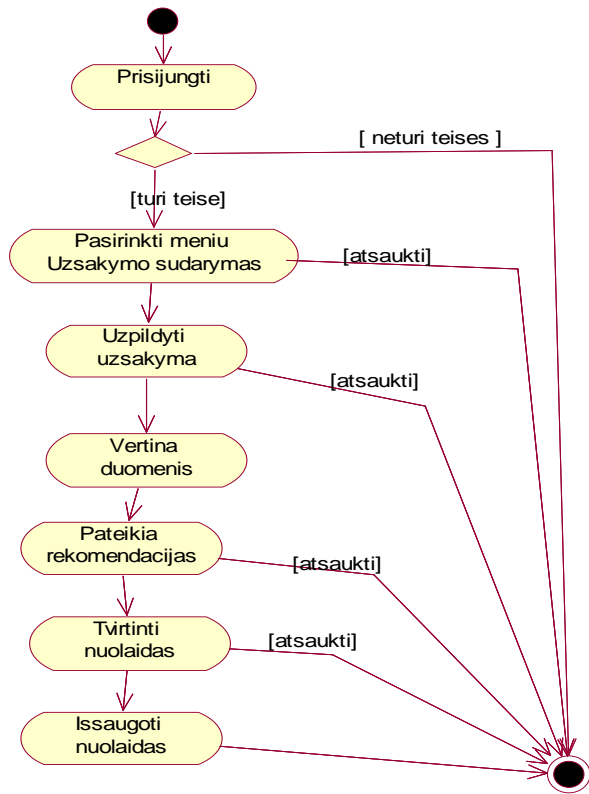 Prisijungti
[ neturi teises ]
[turi teise]
Pasirinkti meniu
Uzsakymo sudarymas
[atsaukti]
Uzpildyti
uzsakyma
[atsaukti]
Vertina
duomenis
Pateikia
rekomendacijas
[atsaukti]
Tvirtinti
nuolaidas
[atsaukti]
Issaugoti
nuolaidas